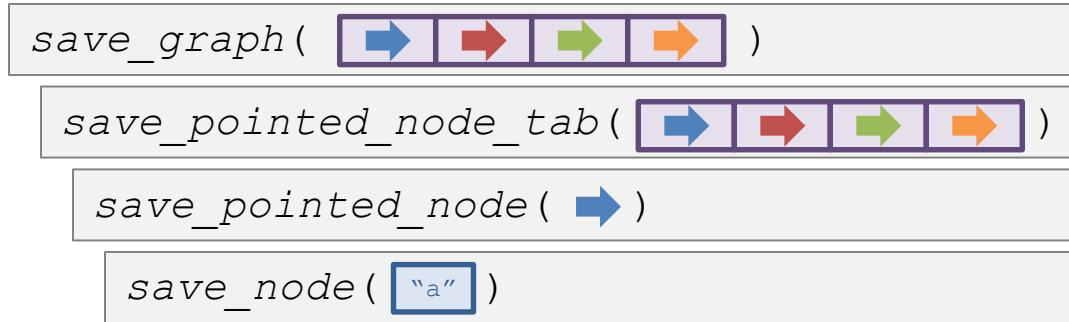 save_graph( )
save_pointed_node_tab( )
save_pointed_node( )
save_node( “a” )